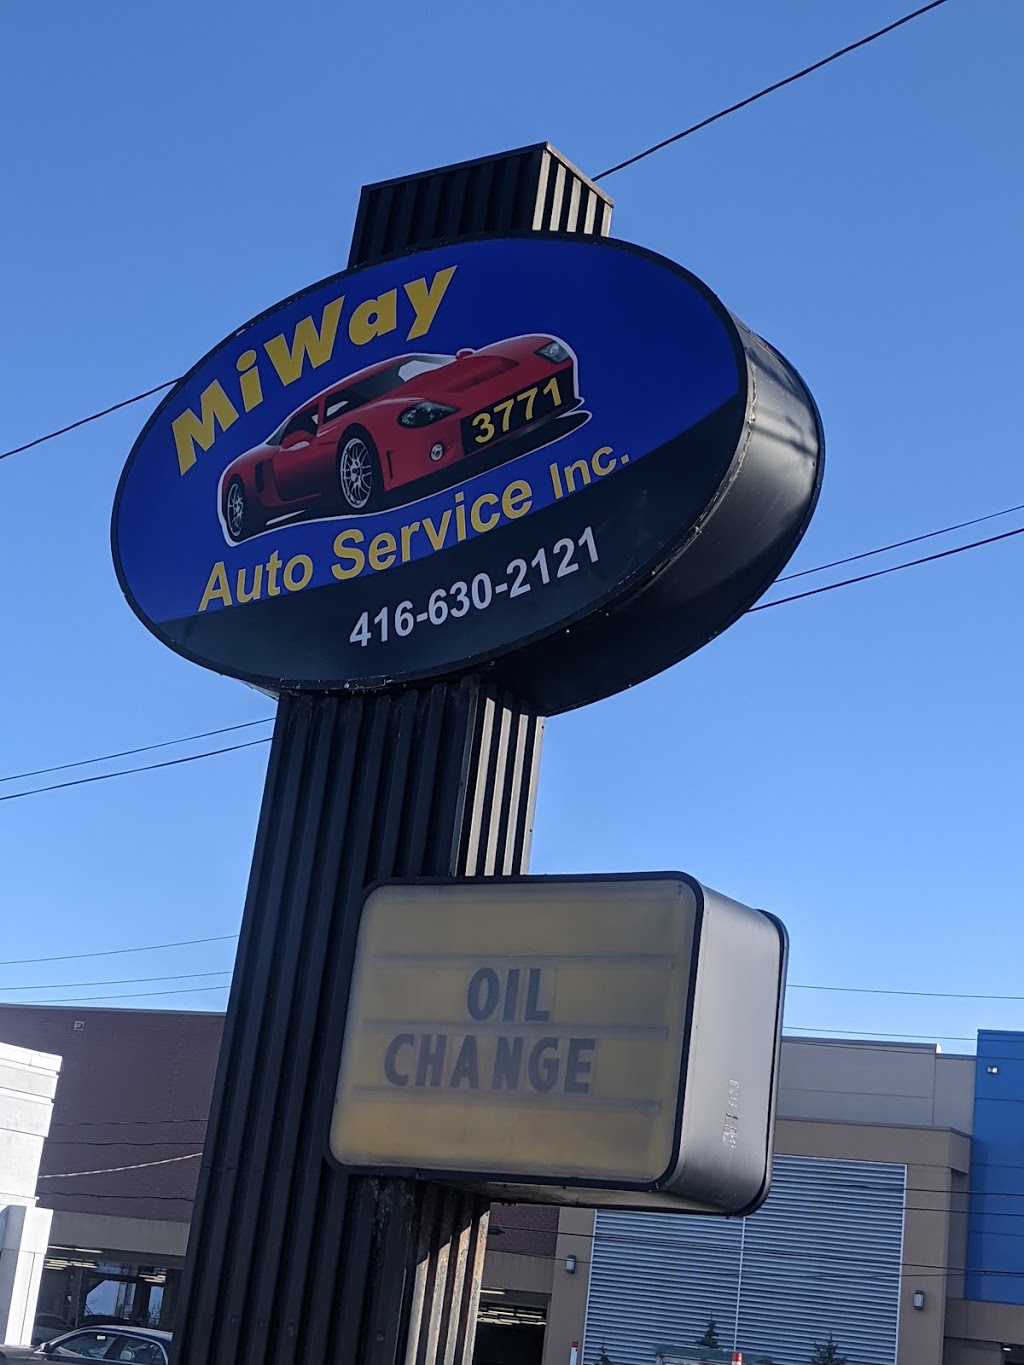 MiWay
3771
Auto Service Inc.
416-630-2121
OIL
CHANGE